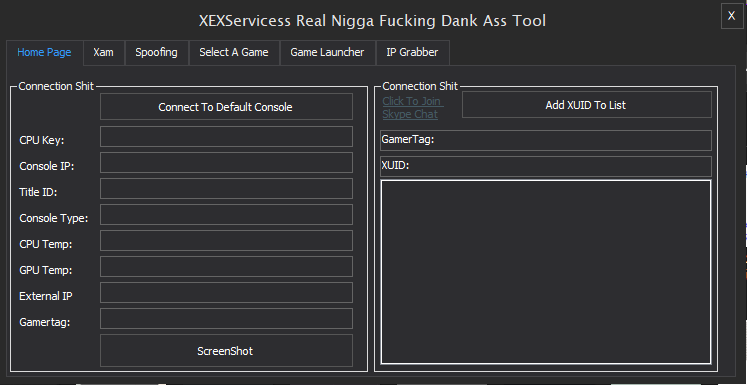 XEXServicess Real Nigga Fucking Dank Ass Tool
X
Home Page
Xam
Spoofing
Select A Game
Game Launcher
IP Grabber
Connection Shit
Connect To Default Console
CPU Key:
Console IP:
Title ID:
Console Type:
CPU Temp:
GPU Temp:
External IP
Gamertag:
ScreenShot
Connection Shit
Click To Join
Skype Chat
Add XUID To List
GamerTag:
XUID: